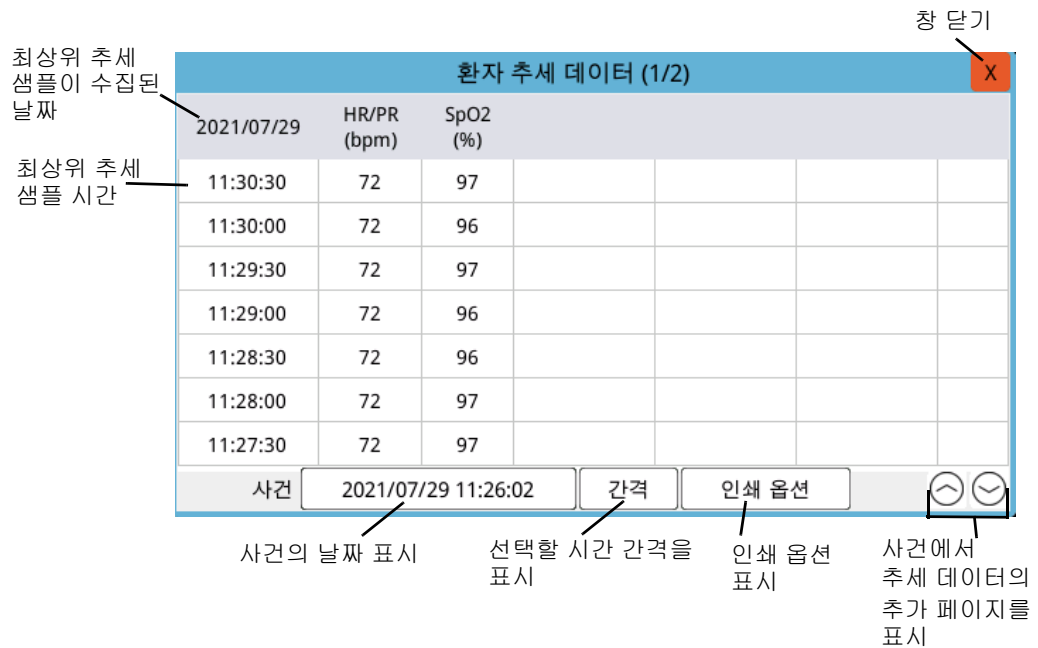 창 닫기
최상위 추세
샘플이 수집된
날짜
환자 추세 데이터 (1/2)
X
2021/07/29 HR/PR (bpm) SpO2 (%)
최상위 추세
샘플 시간
11:30:30 72 97
11:30:00 72 96
11:29:30 72 97
11:29:00 72 96
11:28:30 72 96
11:28:00 72 97
11:27:30 72 97
사건 2021/07/29 11:26:02 간격 인쇄 옵션
사건의 날짜 표시
선택할 시간 간격을
표시
인쇄 옵션
표시
사건에서
추세 데이터의
추가 페이지를
표시